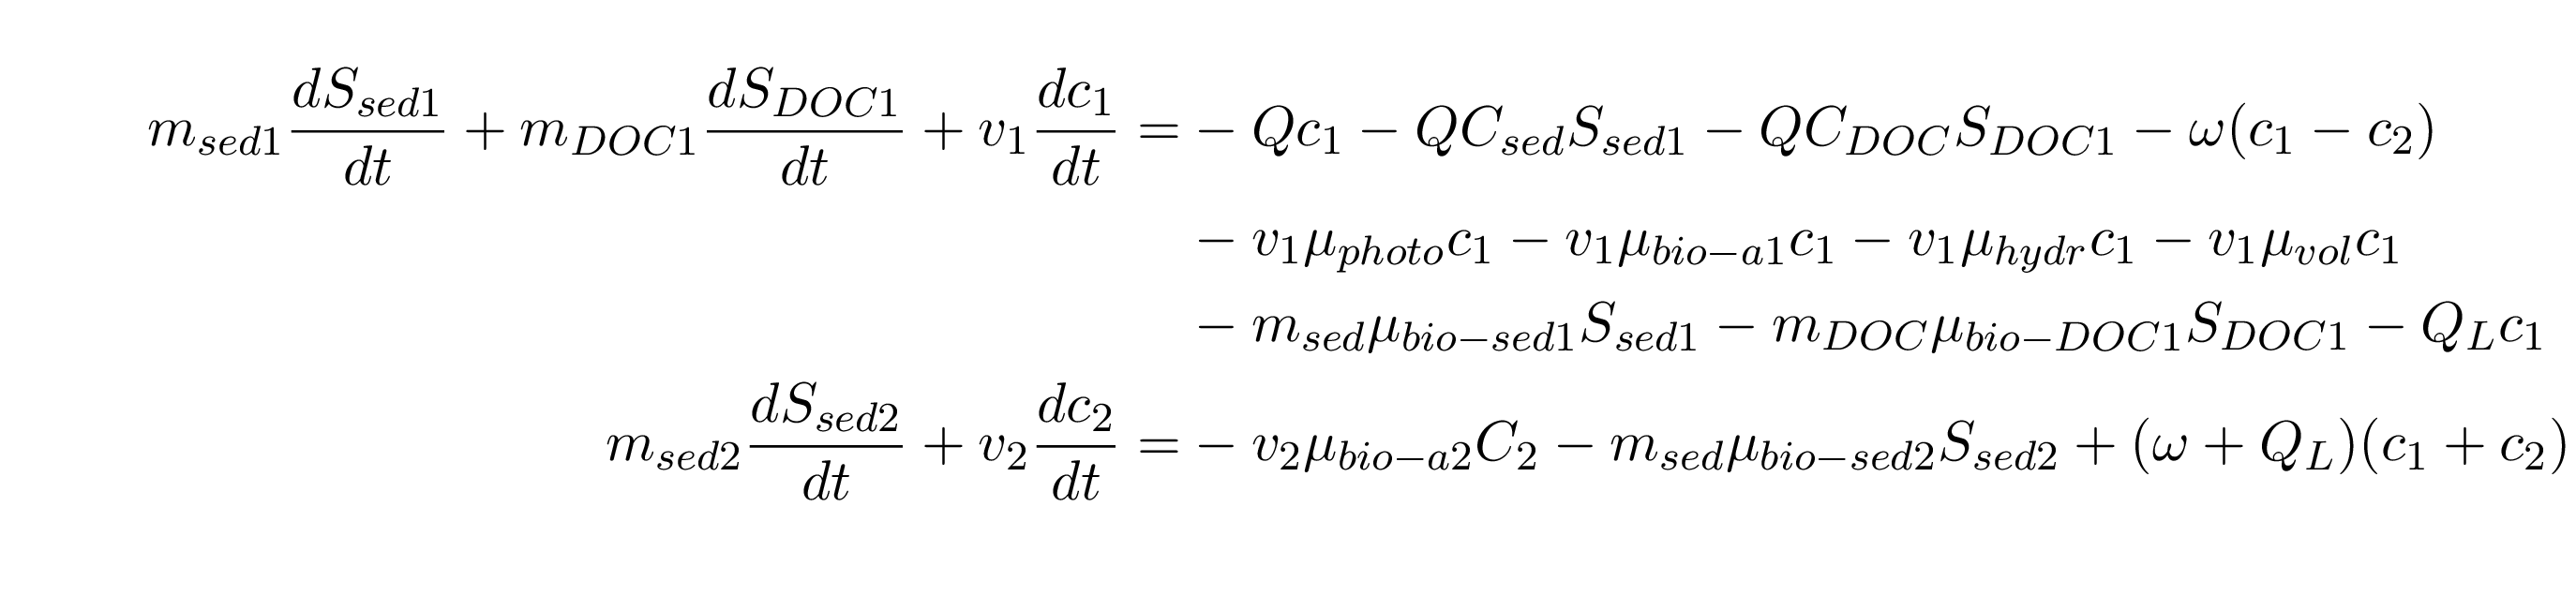 $m_{sed1}\frac{dS_{sed1}}{dt} + m_{DOC1}\frac{dS_{DOC1}}{dt} + v_1\frac{dc_1}{dt} = - Qc_1 - QC_{sed}S_{sed1} - QC_{DOC}S_{DOC1} - \omega(c_1 - c_2)$
$- v_1\mu_{photo}c_1 - v_1\mu_{bio-a1}c_1 - v_1\mu_{hydr}c_1 - v_1\mu_{vol}c_1$
$- m_{sed}\mu_{bio-sed1}S_{sed1} - m_{DOC}\mu_{bio-DOC1}S_{DOC1} - Q_Lc_1$
$m_{sed2}\frac{dS_{sed2}}{dt} + v_2\frac{dc_2}{dt} = - v_2\mu_{bio-a2}C_2 - m_{sed}\mu_{bio-sed2}S_{sed2} + (\omega + Q_L)(c_1 + c_2)$